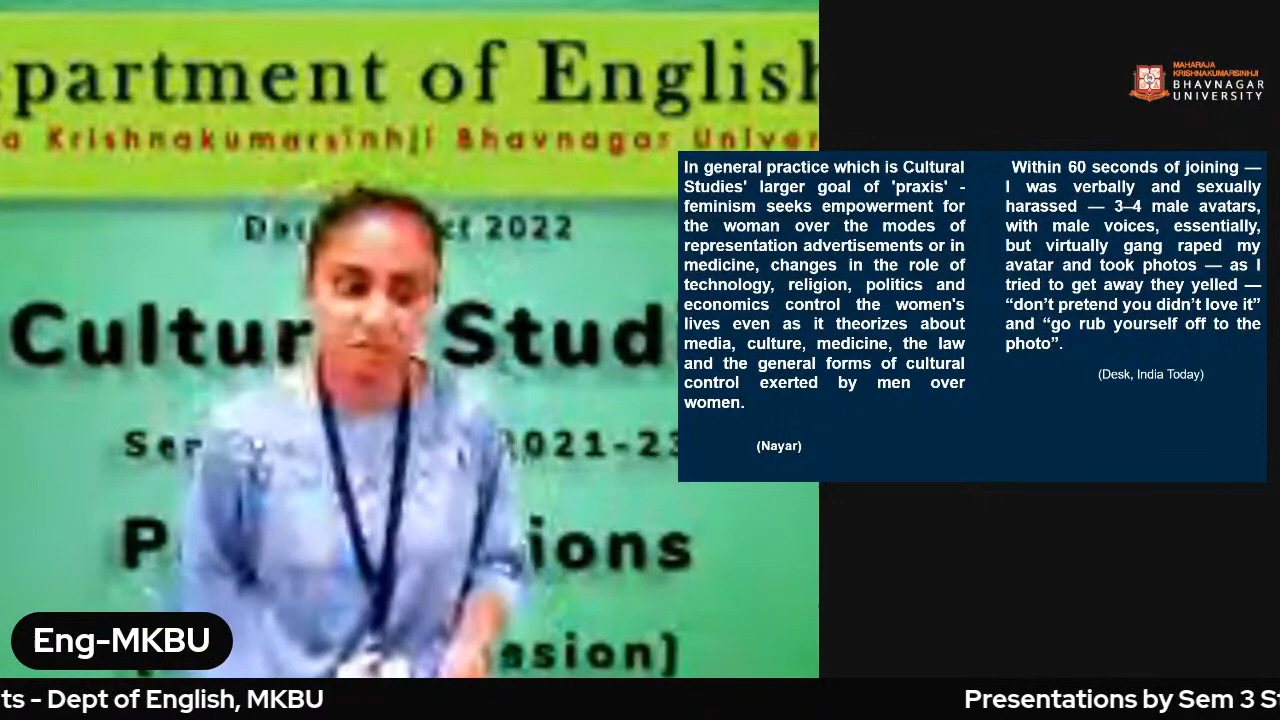 partment of English
a Krishnakumarsinhji Bhavnagar Univer
ct 2022
Cultur Stud
Ser 2021-23
P ions
sion)
Eng-MKBU
MAHARAJA
KRISHNAKUMARSINHJI
BHAVNAGAR
UNIVERSITY
In general practice which is Cultural
Studies' larger goal of 'praxis' -
feminism seeks empowerment for
the woman over the modes of
representation advertisements or in
medicine, changes in the role of
technology, religion, politics and
economics control the women's
lives even as it theorizes about
media, culture, medicine, the law
and the general forms of cultural
control exerted by men over
women.
(Nayar)
Within 60 seconds of joining —
I was verbally and sexually
harassed — 3–4 male avatars,
with male voices, essentially,
but virtually gang raped my
avatar and took photos — as I
tried to get away they yelled —
“don’t pretend you didn’t love it”
and “go rub yourself off to the
photo”.
(Desk, India Today)
ts - Dept of English, MKBU
Presentations by Sem 3 St